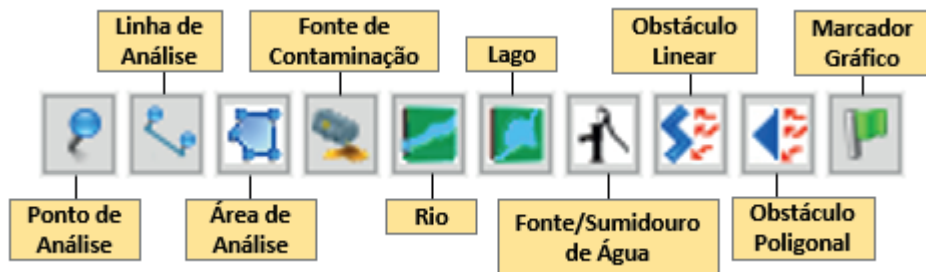 Linha de
Análise
Fonte de
Contaminação
Lago
Obstáculo
Linear
Marcador
Gráfico
Ponto de
Análise
Área de
Análise
Rio
Fonte/Sumidouro
de Água
Obstáculo
Poligonal